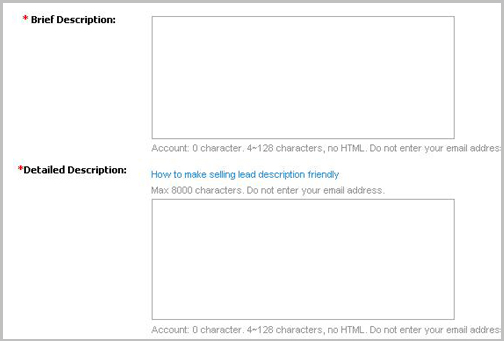 * Brief Description:
Account: 0 character. 4~128 characters, no HTML. Do not enter your email addres
*Detailed Description:
How to make selling lead description friendly
Max 8000 characters. Do not enter your email address.
Account: 0 character. 4~128 characters, no HTML. Do not enter your email addres